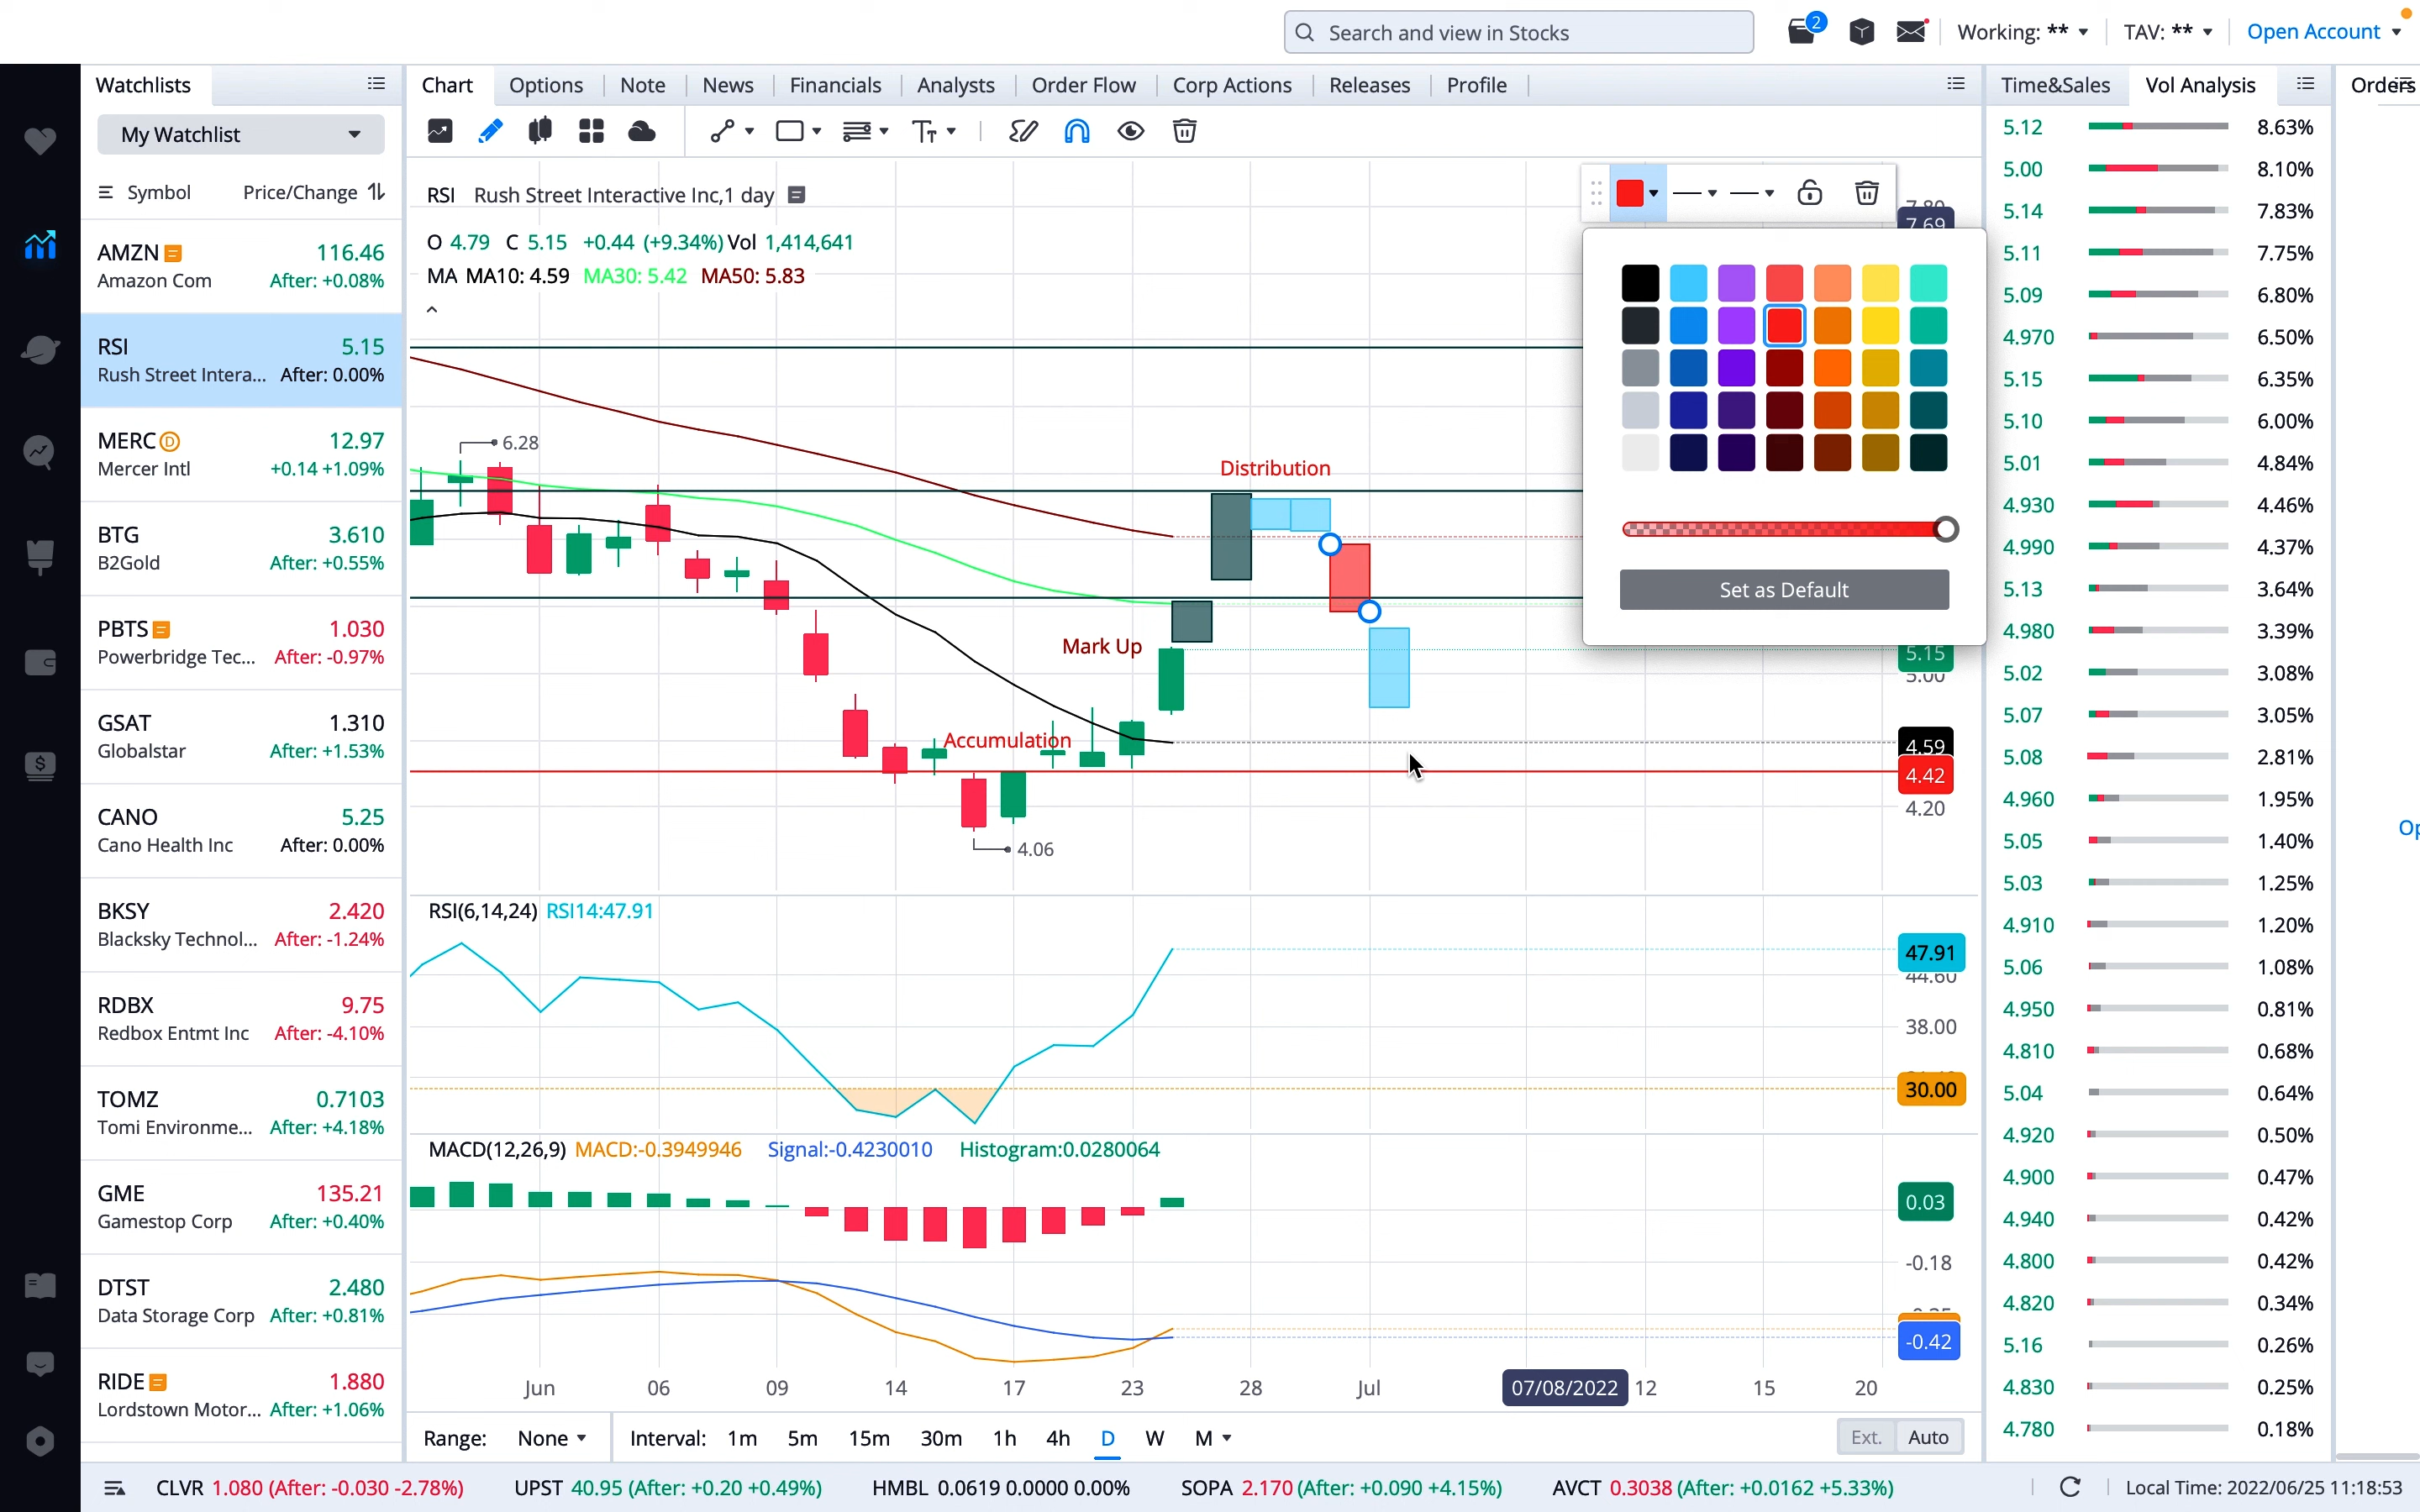 Search and view in Stocks
2
Working: **
TAV: **
Open Account
Watchlists
My Watchlist
Symbol Price/Change
AMZN 116.46
Amazon Com After: +0.08%
RSI 5.15
Rush Street Intera... After: 0.00%
MERC D 12.97
Mercer Intl +0.14 +1.09%
BTG 3.610
B2Gold After: +0.55%
PBTS 1.030
Powerbridge Tec... After: -0.97%
GSAT 1.310
Globalstar After: +1.53%
CANO 5.25
Cano Health Inc After: 0.00%
BKSY 2.420
Blacksky Technol... After: -1.24%
RDBX 9.75
Redbox Entmt Inc After: -4.10%
TOMZ 0.7103
Tomi Environme... After: +4.18%
GME 135.21
Gamestop Corp After: +0.40%
DTST 2.480
Data Storage Corp After: +0.81%
RIDE 1.880
Lordstown Motor... After: +1.06%
Chart Options Note News Financials Analysts Order Flow Corp Actions Releases Profile
RSI Rush Street Interactive Inc,1 day
O 4.79 C 5.15 +0.44 (+9.34%) Vol 1,414,641
MA MA10: 4.59 MA30: 5.42 MA50: 5.83
7.69
6.28
Distribution
Set as Default
Mark Up
5.15
5.00
Accumulation
4.59
4.42
4.20
4.06
RSI(6,14,24) RSI14:47.91
47.91
44.60
38.00
30.00
MACD(12,26,9) MACD:-0.3949946 Signal:-0.4230010 Histogram:0.0280064
0.03
-0.18
-0.42
Jun 06 09 14 17 23 28 Jul 07/08/2022 12 15 20
Range: None Interval: 1m 5m 15m 30m 1h 4h D W M Ext. Auto
Time&Sales Vol Analysis
5.12 8.63%
5.00 8.10%
5.14 7.83%
5.11 7.75%
5.09 6.80%
4.970 6.50%
5.15 6.35%
5.10 6.00%
5.01 4.84%
4.930 4.46%
4.990 4.37%
5.13 3.64%
4.980 3.39%
5.02 3.08%
5.07 3.05%
5.08 2.81%
4.960 1.95%
5.05 1.40%
5.03 1.25%
4.910 1.20%
5.06 1.08%
4.950 0.81%
4.810 0.68%
5.04 0.64%
4.920 0.50%
4.900 0.47%
4.940 0.42%
4.800 0.42%
4.820 0.34%
5.16 0.26%
4.830 0.25%
4.780 0.18%
Orders
Op
CLVR 1.080 (After: -0.030 -2.78%) UPST 40.95 (After: +0.20 +0.49%) HMBL 0.0619 0.0000 0.00% SOPA 2.170 (After: +0.090 +4.15%) AVCT 0.3038 (After: +0.0162 +5.33%) Local Time: 2022/06/25 11:18:53